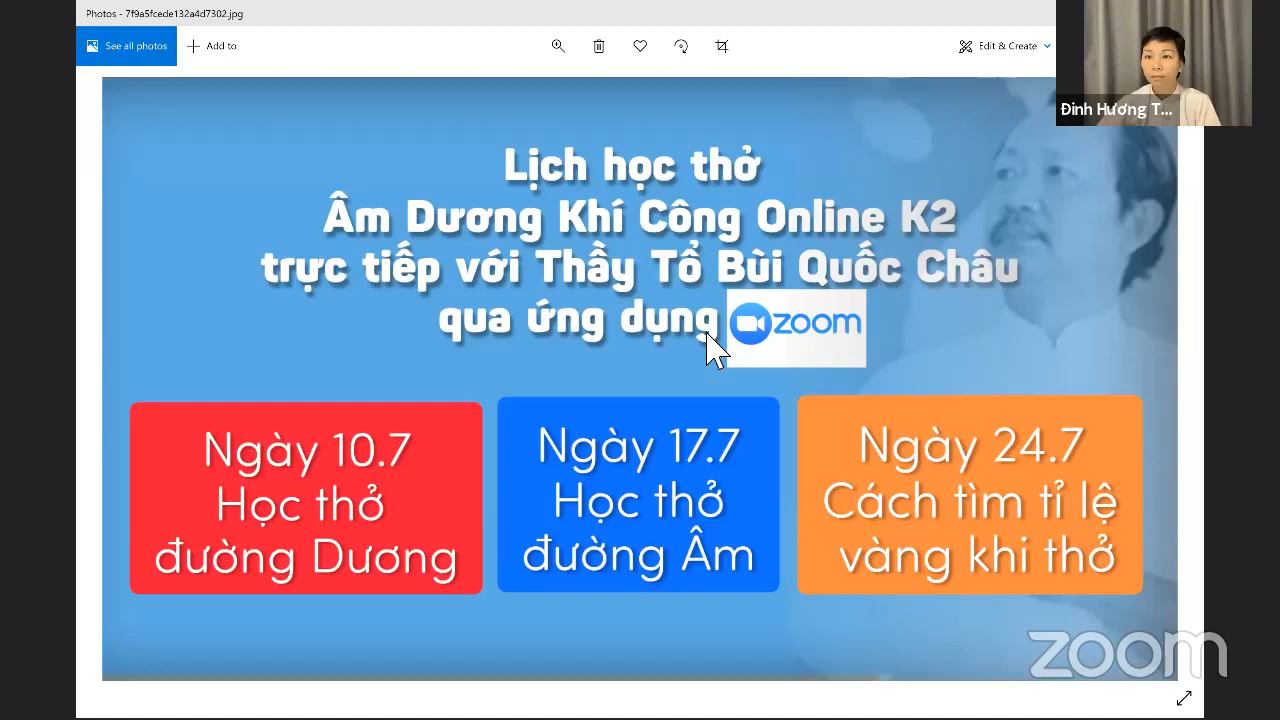 Photos - 7f9a5fcede132a4d7302.jpg
See all photos
Add to
Edit & Create
Đinh Hương T...
Lịch học thở
Âm Dương Khí Công Online K2
trực tiếp với Thầy Tổ Bùi Quốc Châu
qua ứng dụng zoom
Ngày 10.7
Học thở
đường Dương
Ngày 17.7
Học thở
đường Âm
Ngày 24.7
Cách tìm tỉ lệ
vàng khi thở
zoom